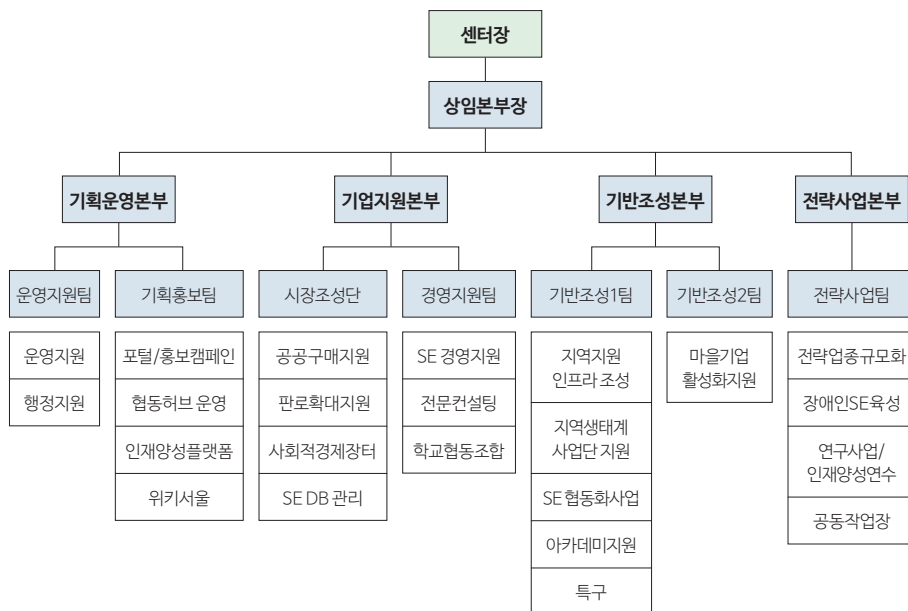 센터장
상임본부장
기획운영본부
기업지원본부
기반조성본부
전략사업본부
운영지원팀
기획홍보팀
시장조성단
경영지원팀
기반조성1팀
기반조성2팀
전략사업팀
운영지원
행정지원
포털/홍보캠페인
협동허브 운영
인재양성플랫폼
위키서울
공공구매지원
판로확대지원
사회적경제장터
SE DB 관리
SE 경영지원
전문컨설팅
학교협동조합
지역지원
인프라 조성
지역생태계
사업단 지원
SE 협동화사업
아카데미지원
특구
마을기업
활성화지원
전략업종규모화
장애인SE육성
연구사업/
인재양성연수
공동작업장